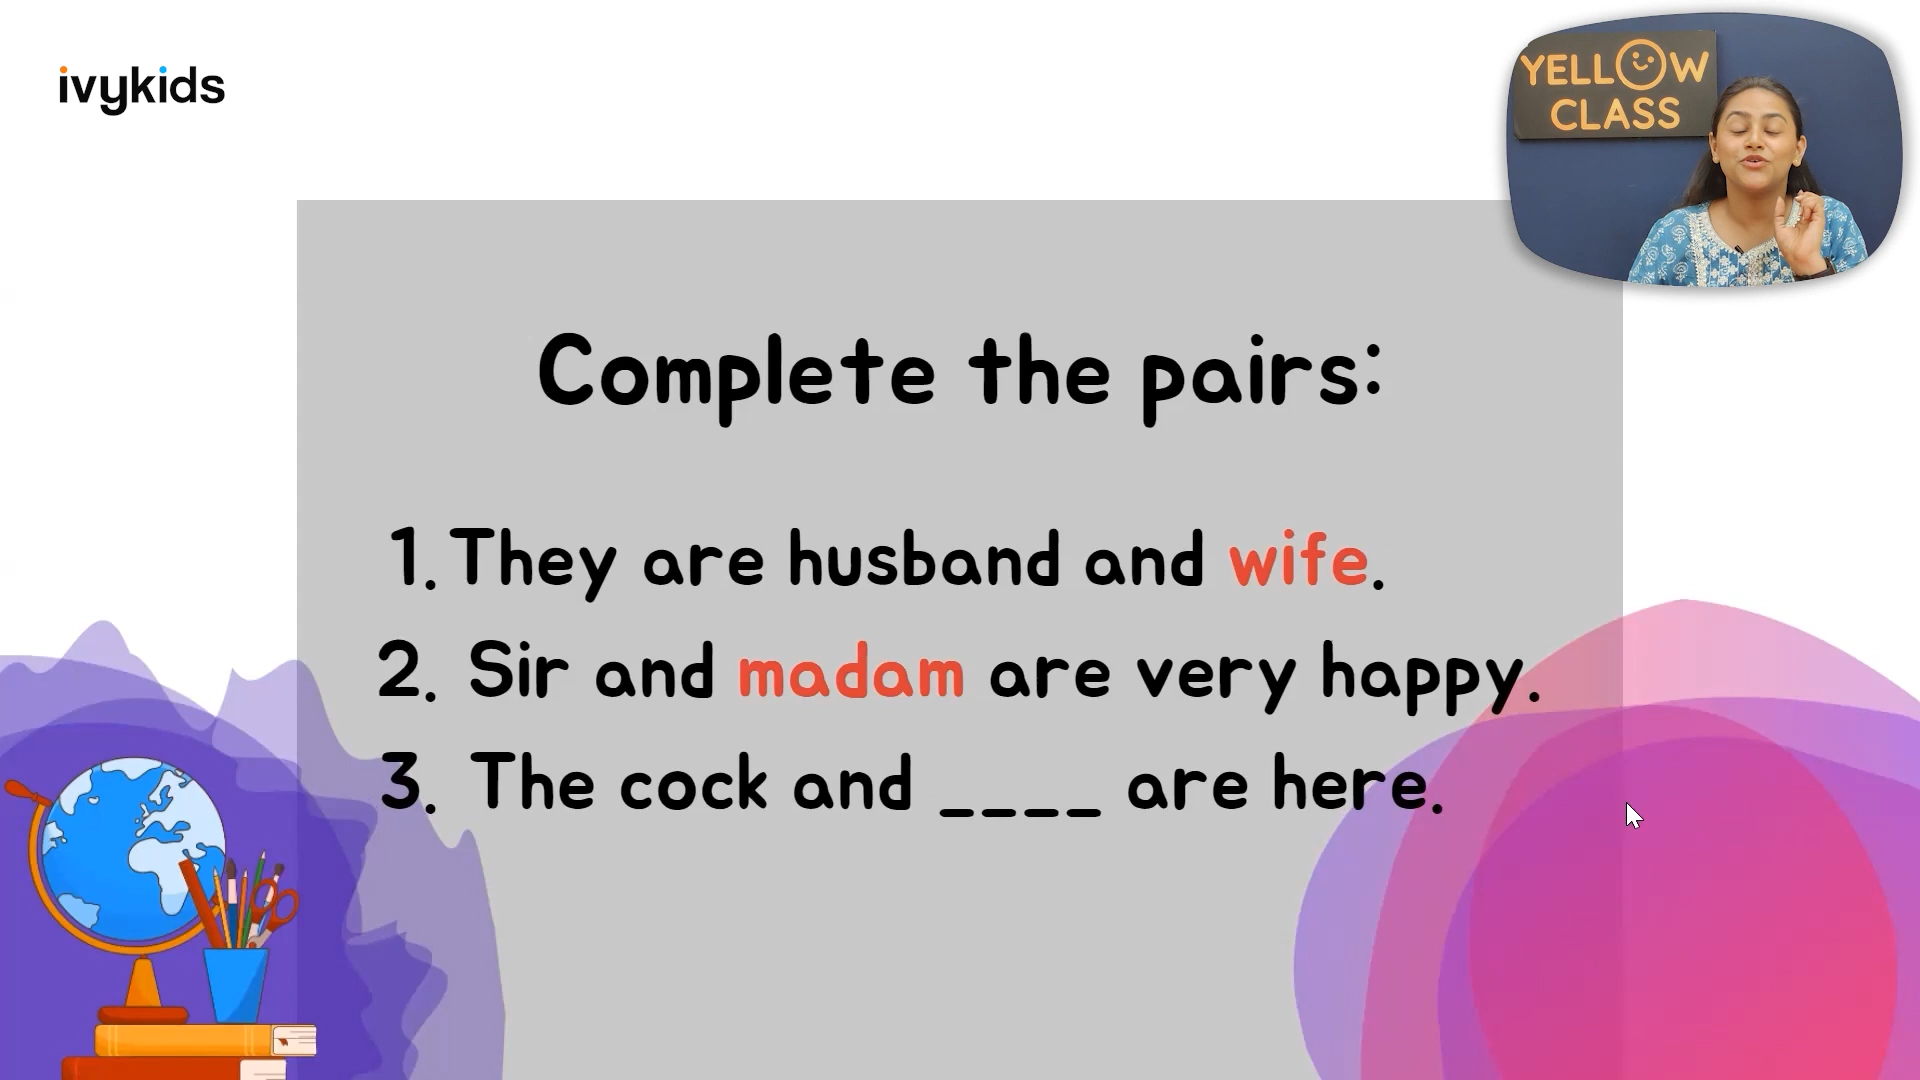 ivykids
YELLOW
CLASS
Complete the pairs:
1. They are husband and wife.
2. Sir and madam are very happy.
3. The cock and ____ are here.